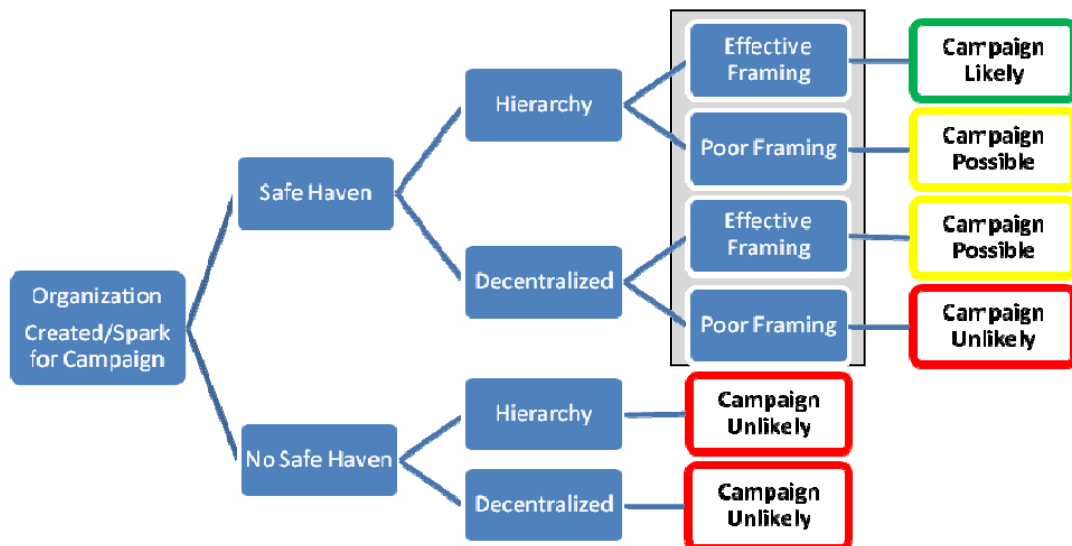 Organization
Created/Spark
for Campaign
Safe Haven
No Safe Haven
Hierarchy
Decentralized
Hierarchy
Decentralized
Effective
Framing
Poor Framing
Effective
Framing
Poor Framing
Campaign
Unlikely
Campaign
Unlikely
Campaign
Likely
Campaign
Possible
Campaign
Possible
Campaign
Unlikely